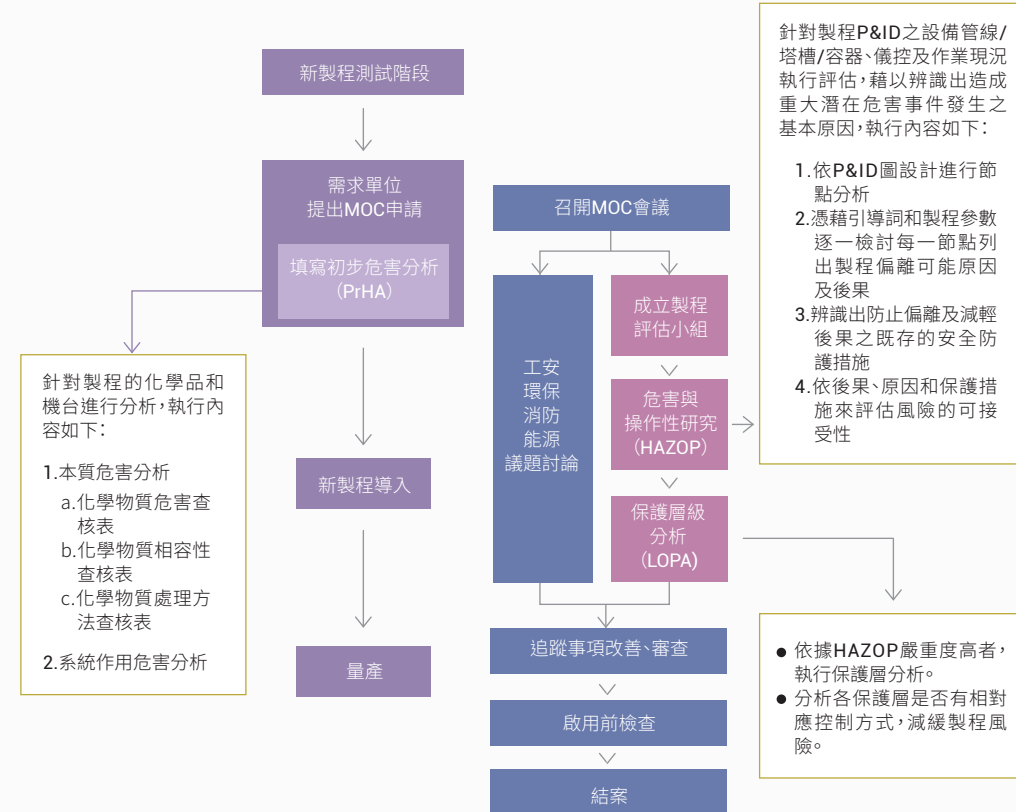 新製程測試階段
需求單位
提出MOC申請
填寫初步危害分析
（PrHA）
針對製程的化學品和
機台進行分析，執行內
容如下：
1.本質危害分析
a.化學物質危害查
核表
b.化學物質相容性
查核表
c.化學物質處理方
法查核表
2.系統作用危害分析
新製程導入
量產
召開MOC會議
工安
環保
消防
能源
議題討論
成立製程
評估小組
危害與
操作性研究
（HAZOP）
保護層級
分析
（LOPA）
追蹤事項改善、審查
啟用前檢查
結案
針對製程P&ID之設備管線/
塔槽/容器、儀控及作業現況
執行評估，藉以辨識出造成
重大潛在危害事件發生之
基本原因，執行內容如下：
1.依P&ID圖設計進行節
點分析
2.憑藉引導詞和製程參數
逐一檢討每一節點列
出製程偏離可能原因
及後果
3.辨識出防止偏離及減輕
後果之既存的安全防
護措施
4.依後果、原因和保護措
施來評估風險的可接
受性
● 依據HAZOP嚴重度高者，
執行保護層分析。
● 分析各保護層是否有相對
應控制方式，減緩製程風
險。